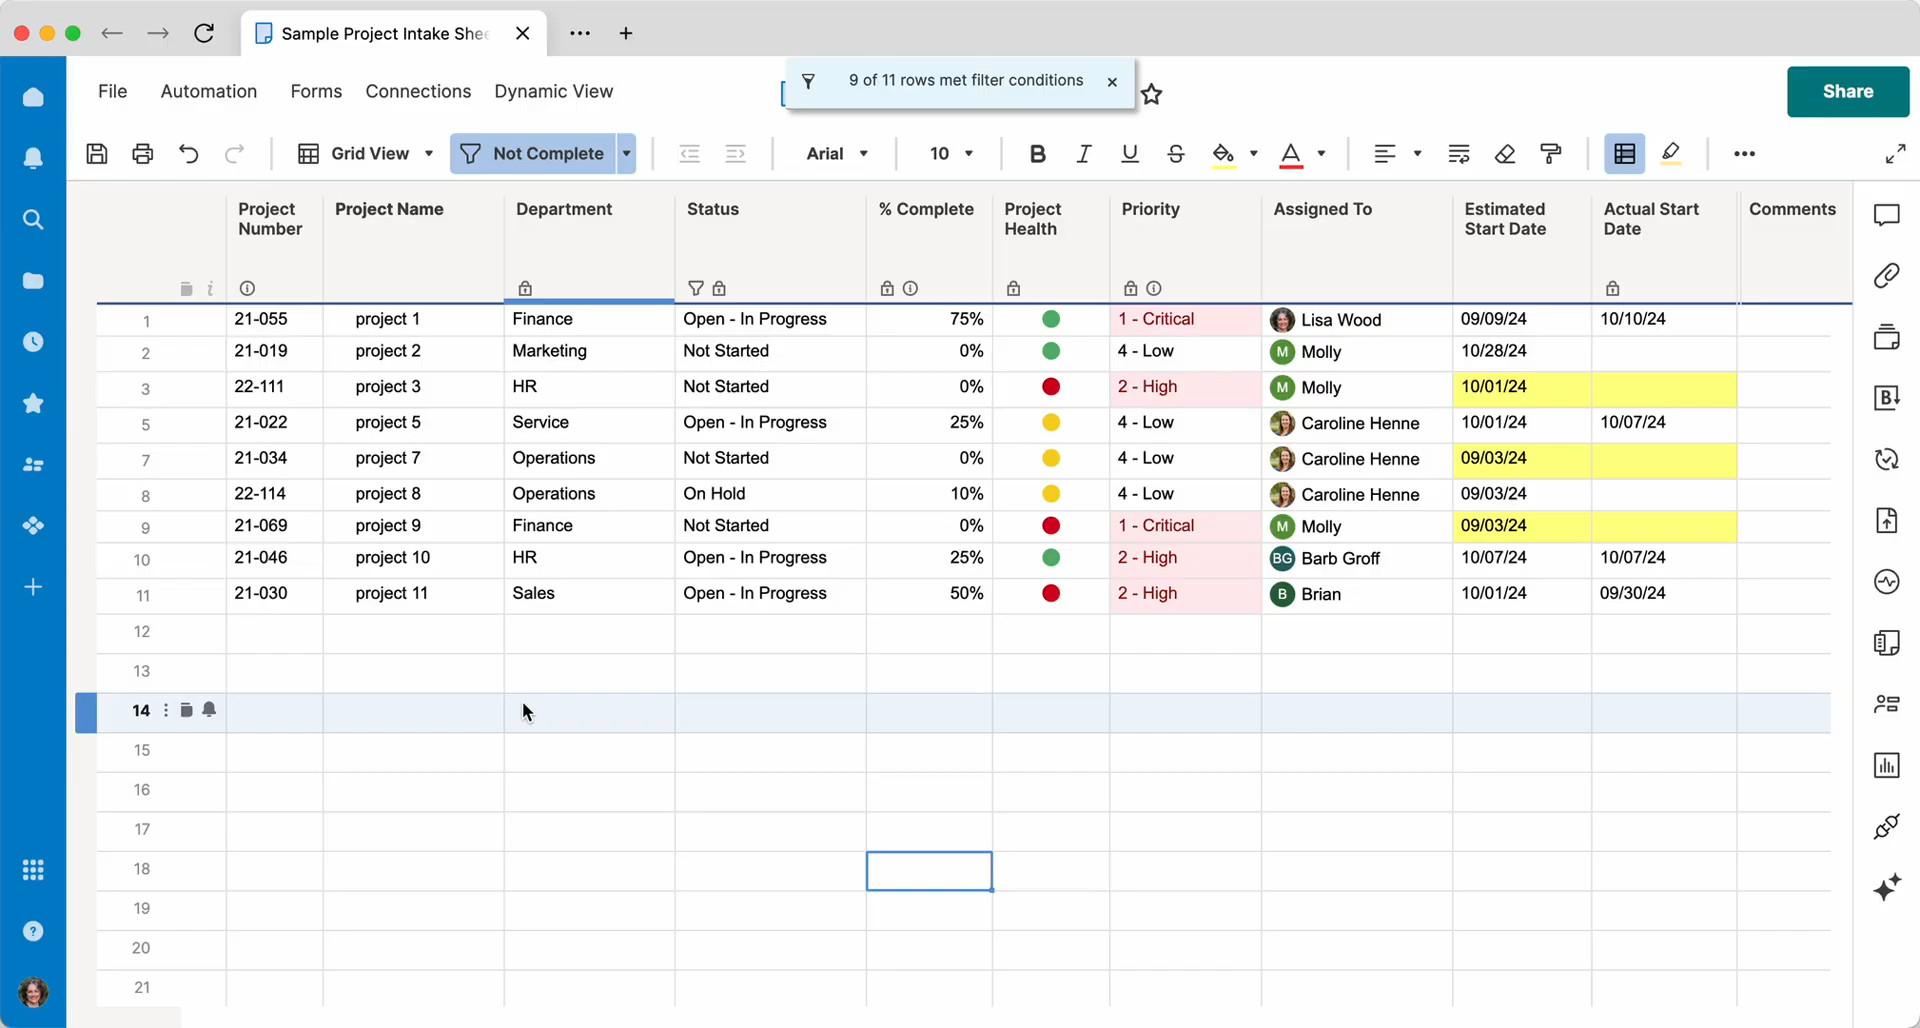 Sample Project Intake Shee
File Automation Forms Connections Dynamic View
9 of 11 rows met filter conditions
Share
Grid View Not Complete Arial 10 B I U S A
Project Number Project Name Department Status % Complete Project Health Priority Assigned To Estimated Start Date Actual Start Date Comments
1 21-055 project 1 Finance Open - In Progress 75% 1 - Critical Lisa Wood 09/09/24 10/10/24
2 21-019 project 2 Marketing Not Started 0% 4 - Low M Molly 10/28/24
3 22-111 project 3 HR Not Started 0% 2 - High M Molly 10/01/24
5 21-022 project 5 Service Open - In Progress 25% 4 - Low Caroline Henne 10/01/24 10/07/24
7 21-034 project 7 Operations Not Started 0% 4 - Low Caroline Henne 09/03/24
8 22-114 project 8 Operations On Hold 10% 4 - Low Caroline Henne 09/03/24
9 21-069 project 9 Finance Not Started 0% 1 - Critical M Molly 09/03/24
10 21-046 project 10 HR Open - In Progress 25% 2 - High BG Barb Groff 10/07/24 10/07/24
11 21-030 project 11 Sales Open - In Progress 50% 2 - High B Brian 10/01/24 09/30/24
12
13
14
15
16
17
18
19
20
21